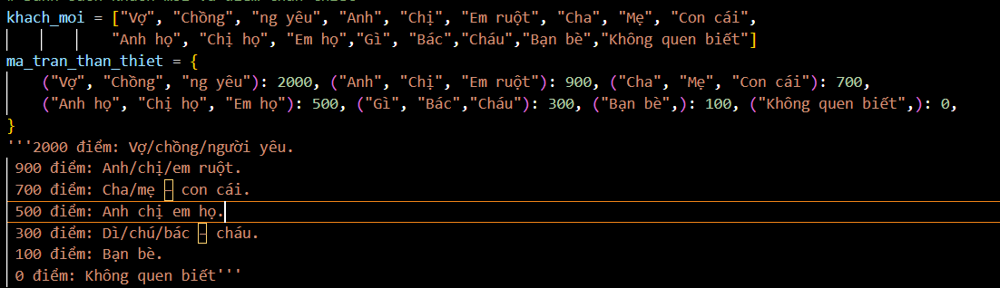 khach_moi = ["Vợ", "Chồng", "ng yêu", "Anh", "Chị", "Em ruột", "Cha", "Mẹ", "Con cái",
"Anh họ", "Chị họ", "Em họ","Gì", "Bác","Cháu","Bạn bè","Không quen biết"]
ma_tran_than_thiet = {
("Vợ", "Chồng", "ng yêu"): 2000, ("Anh", "Chị", "Em ruột"): 900, ("Cha", "Mẹ", "Con cái"): 700,
("Anh họ", "Chị họ", "Em họ"): 500, ("Gì", "Bác","Cháu"): 300, ("Bạn bè",): 100, ("Không quen biết",): 0,
}
'''2000 điểm: Vợ/chồng/người yêu.
900 điểm: Anh/chị/em ruột.
700 điểm: Cha/mẹ – con cái.
500 điểm: Anh chị em họ.
300 điểm: Dì/chú/bác – cháu.
100 điểm: Bạn bè.
0 điểm: Không quen biết'''